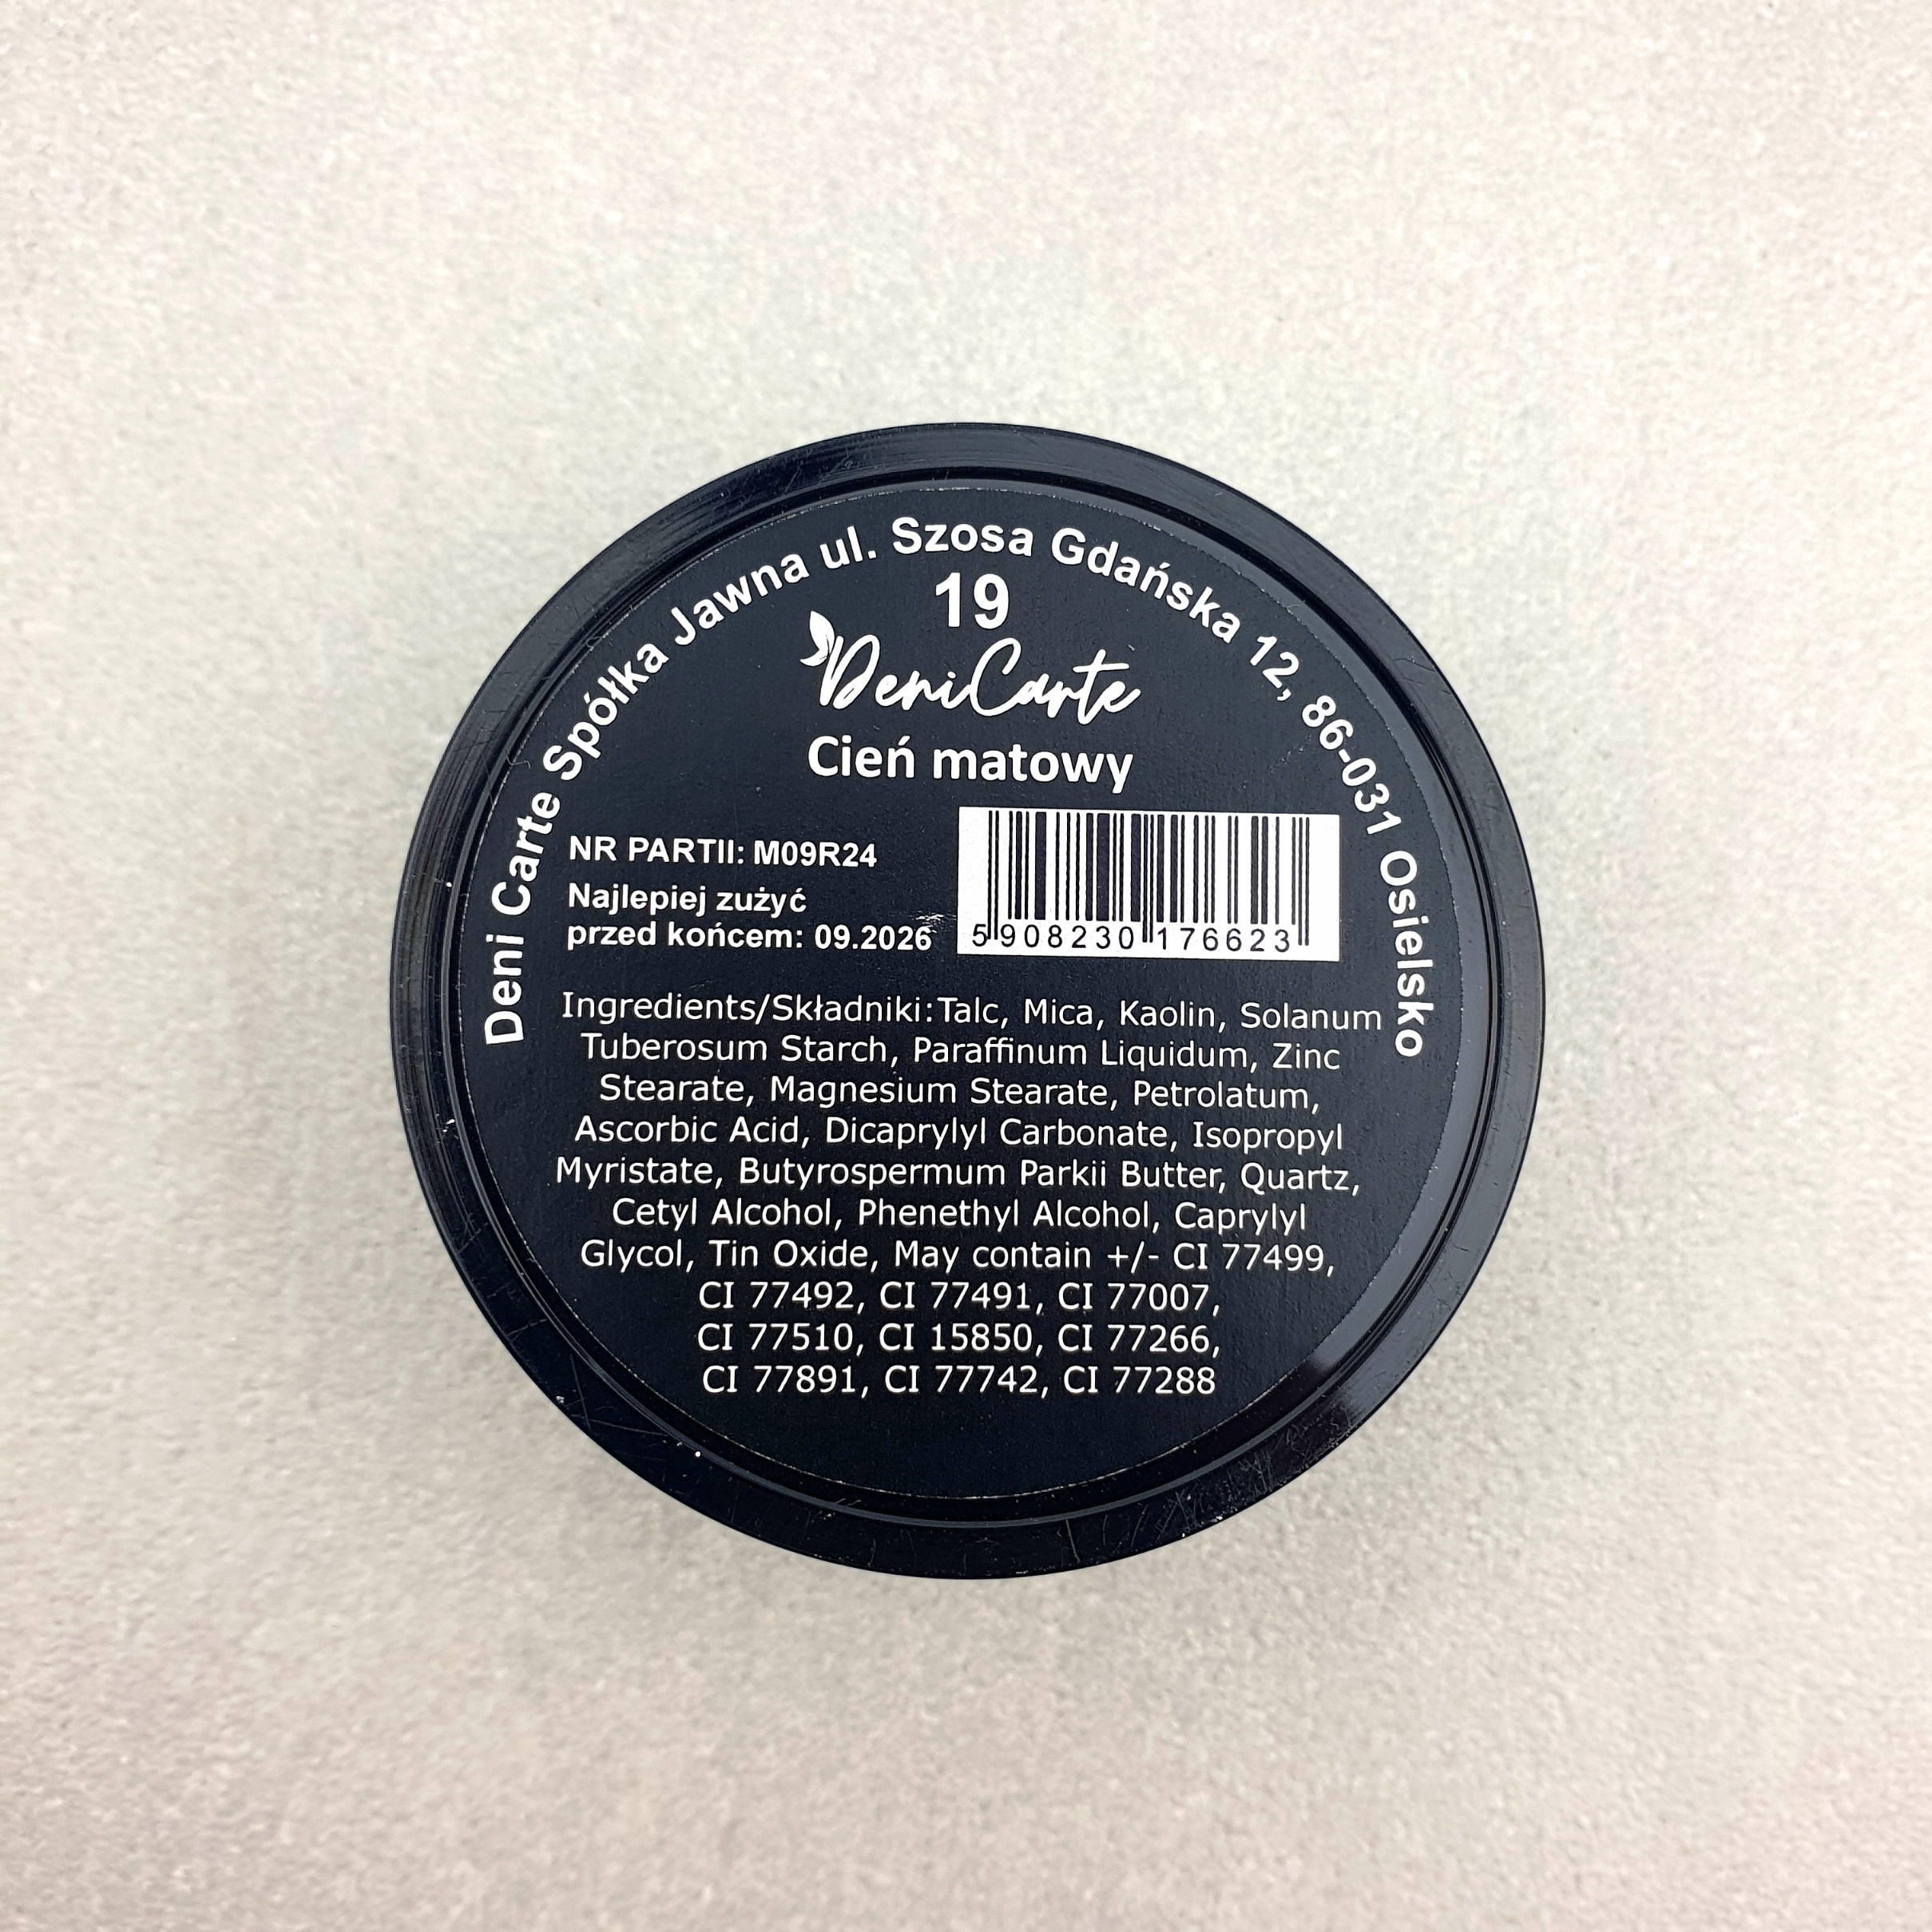 Deni Carte Spółka Jawna ul. Szosa Gdańska 12, 86-031 Osielsko
19
DeniCarte
Cień matowy
NR PARTII: M09R24
Najlepiej zużyć
przed końcem: 09.2026
5908230176623
Ingredients/Składniki:Talc, Mica, Kaolin, Solanum
Tuberosum Starch, Paraffinum Liquidum, Zinc
Stearate, Magnesium Stearate, Petrolatum,
Ascorbic Acid, Dicaprylyl Carbonate, Isopropyl
Myristate, Butyrospermum Parkii Butter, Quartz,
Cetyl Alcohol, Phenethyl Alcohol, Caprylyl
Glycol, Tin Oxide, May contain +/- CI 77499,
CI 77492, CI 77491, CI 77007,
CI 77510, CI 15850, CI 77266,
CI 77891, CI 77742, CI 77288